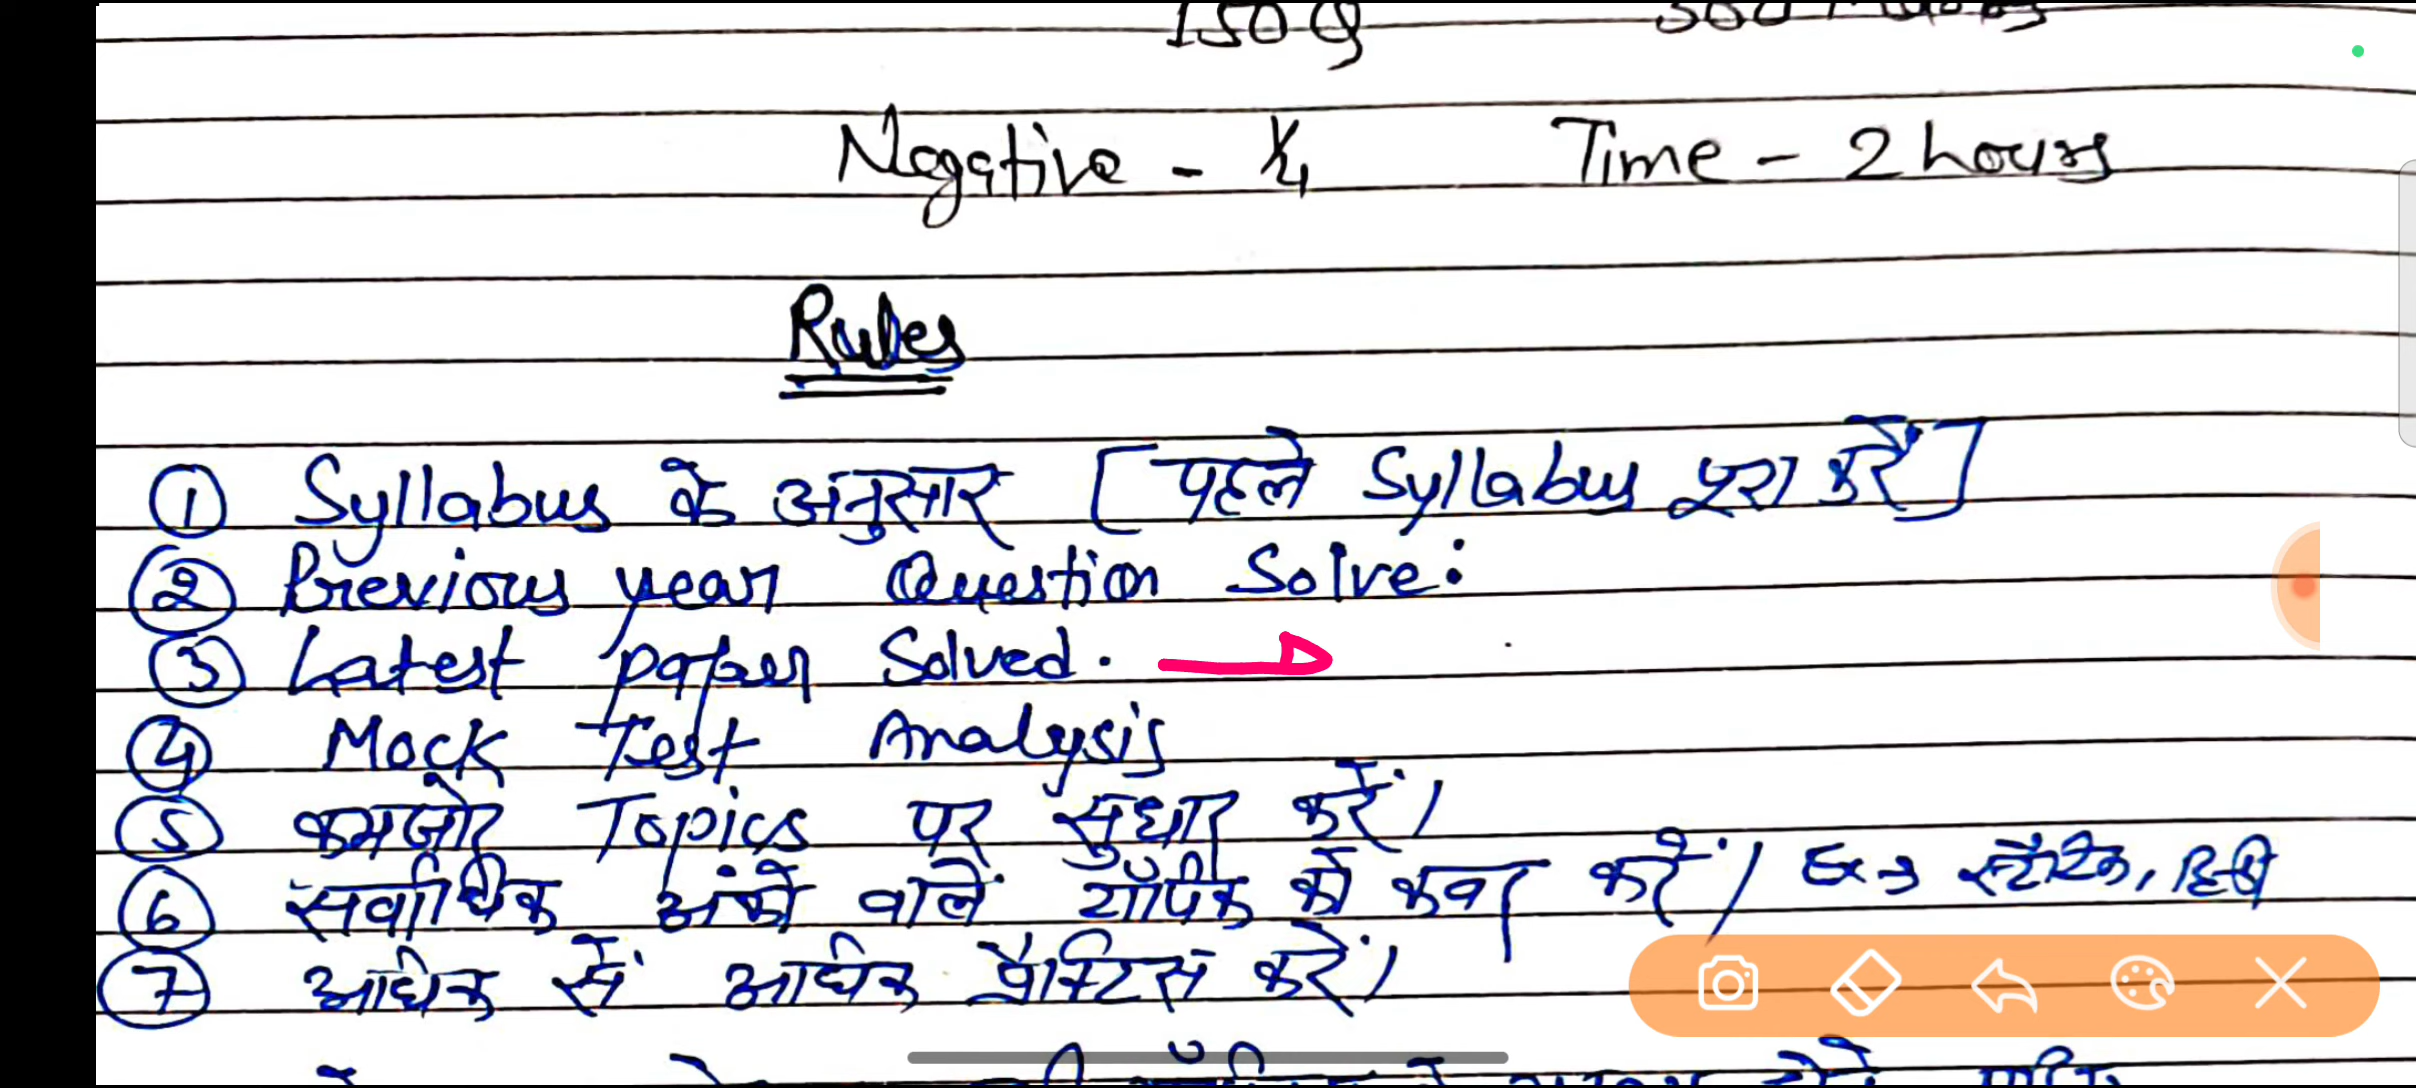 150 Q 300 Marks
Negative - 1/4 Time - 2 hours
Rules
① Syllabus के अनुसार [पहले Syllabus पूरा करें]
② Previous year Question Solve:
③ Latest paper Solved.
④ Mock Test Analysis
⑤ कमजोर Topics पर सुधार करें।
⑥ सर्वाधिक अंको वाले टॉपिक को कवर करें। Ex → स्टैटिक, हिन्दी
⑦ अधिक सें अधिक प्रैक्टिस करें।